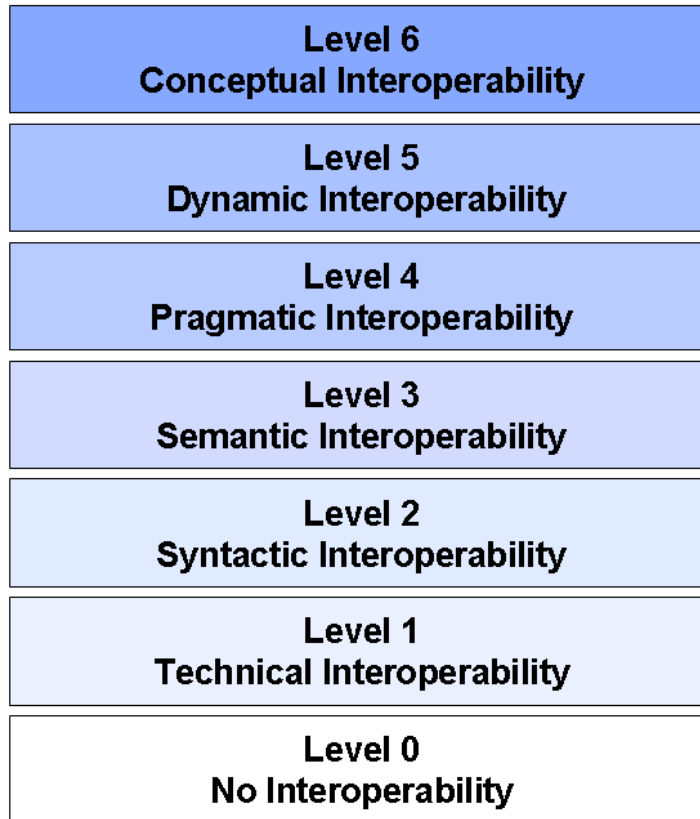 Level 6
Conceptual Interoperability
Level 5
Dynamic Interoperability
Level 4
Pragmatic Interoperability
Level 3
Semantic Interoperability
Level 2
Syntactic Interoperability
Level 1
Technical Interoperability
Level 0
No Interoperability